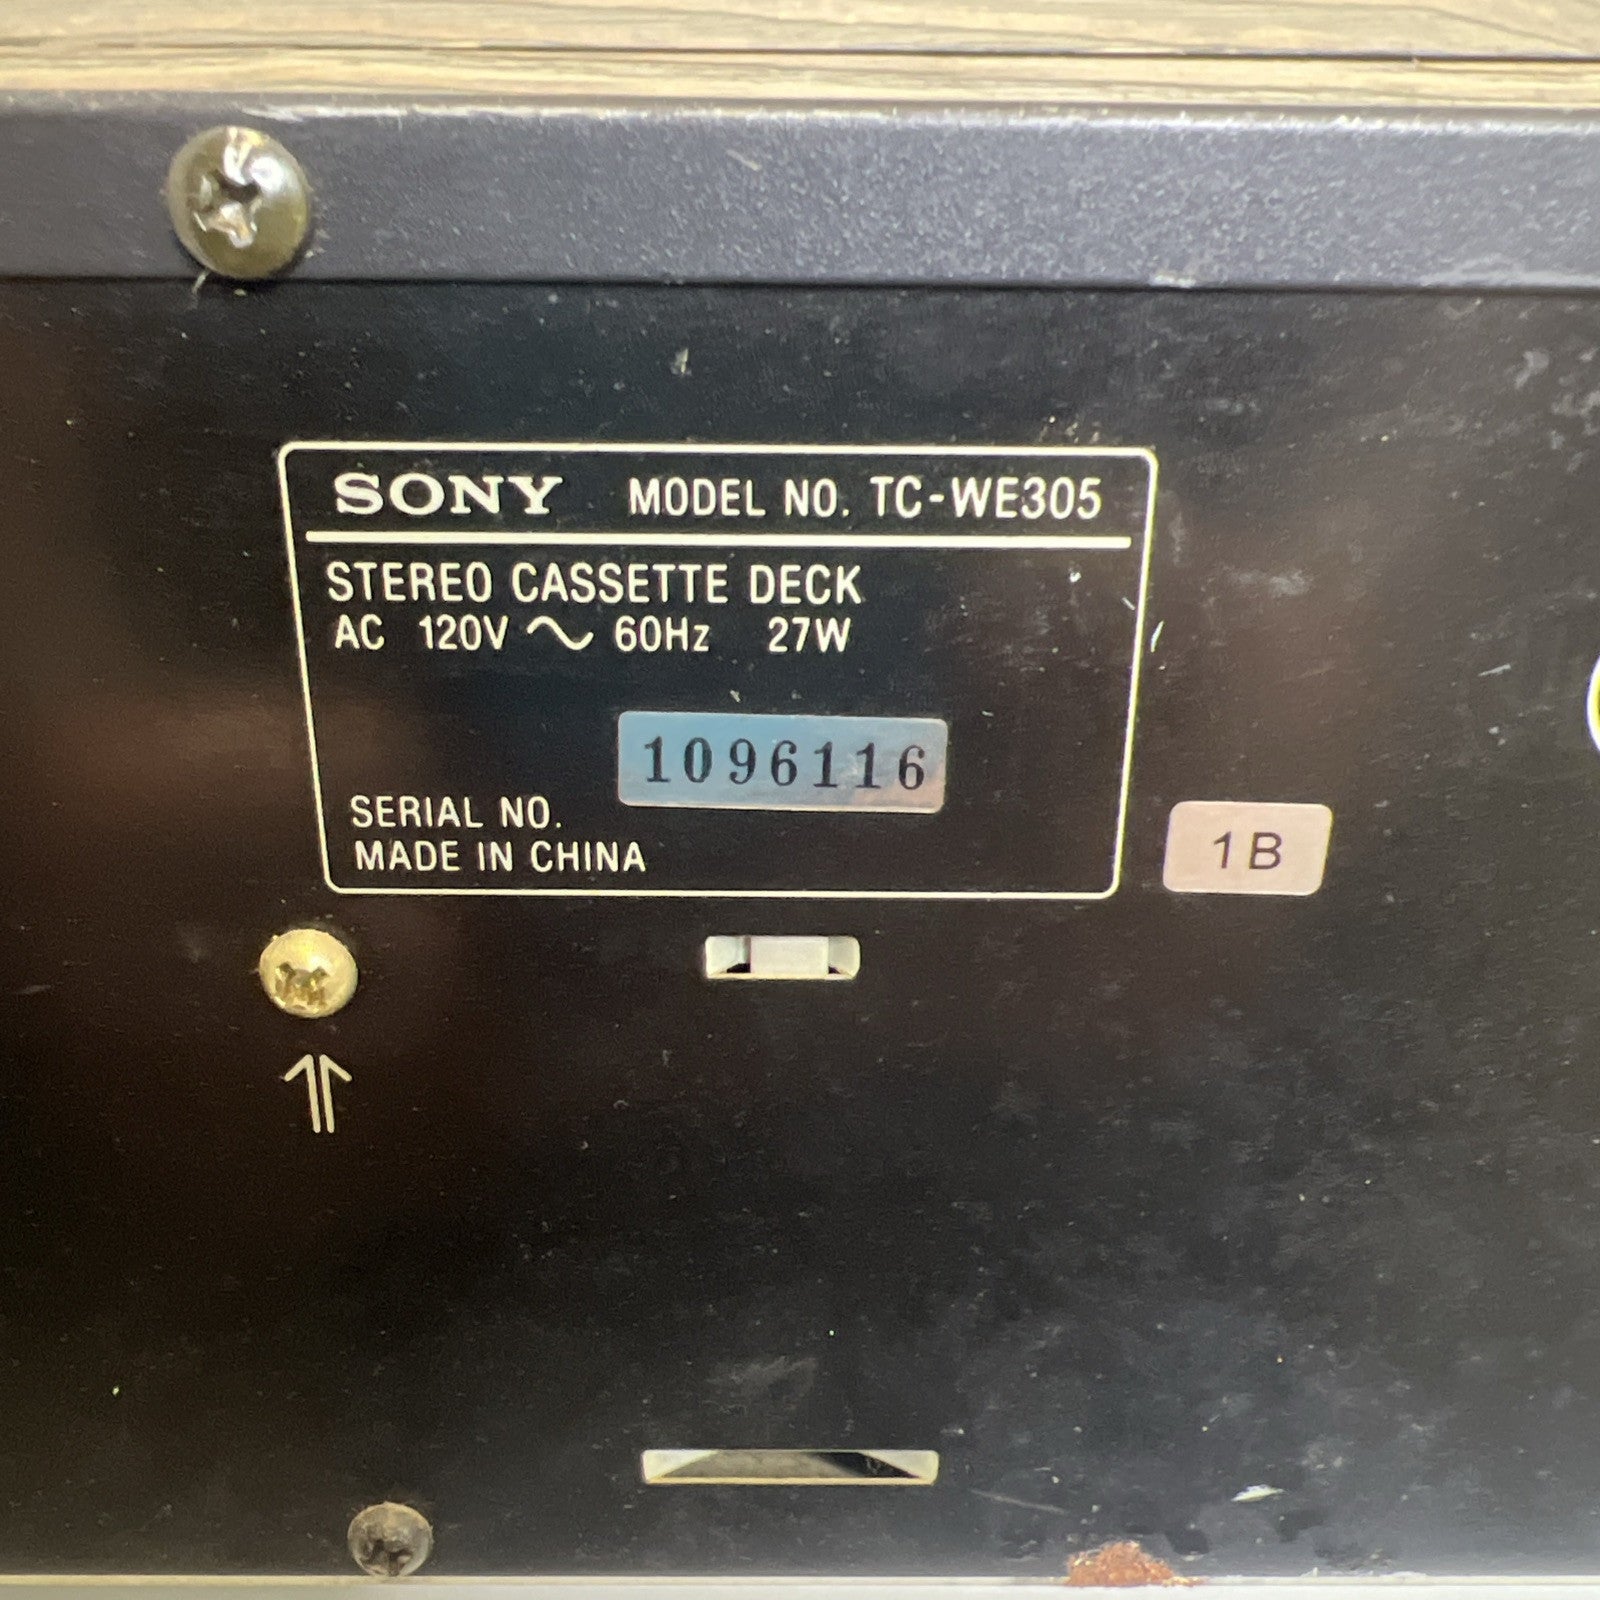 SONY MODEL NO. TC-WE305
STEREO CASSETTE DECK
AC 120V ~ 60Hz 27W
1096116
SERIAL NO.
MADE IN CHINA
1B